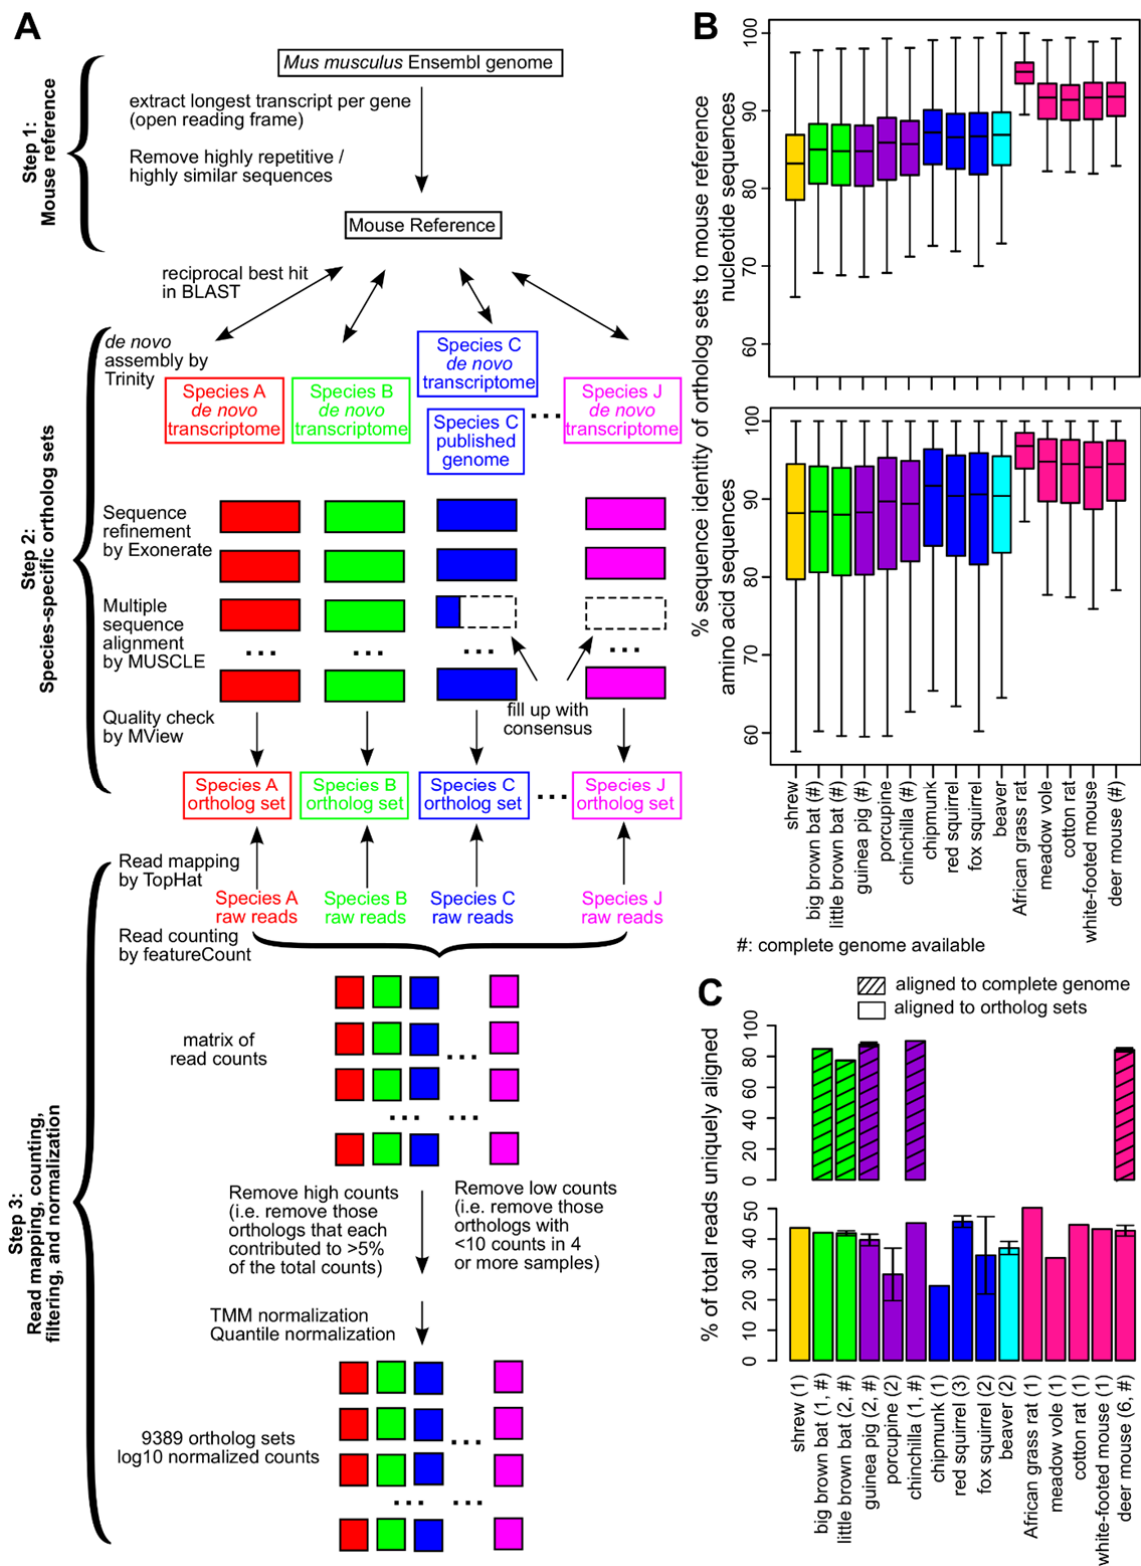 A
Step 1:
Mouse reference
Mus musculus Ensembl genome
extract longest transcript per gene
(open reading frame)
Remove highly repetitive /
highly similar sequences
Mouse Reference
reciprocal best hit
in BLAST
Step 2:
Species-specific ortholog sets
de novo
assembly by
Trinity
Species A
de novo
transcriptome
Species B
de novo
transcriptome
Species C
de novo
transcriptome
Species C
published
genome
...
Species J
de novo
transcriptome
Sequence
refinement
by Exonerate
Multiple
sequence
alignment
by MUSCLE
... ... ... ...
fill up with
consensus
Quality check
by MView
Species A
ortholog set
Species B
ortholog set
Species C
ortholog set
...
Species J
ortholog set
Step 3:
Read mapping, counting,
filtering, and normalization
Read mapping
by TopHat
Species A
raw reads
Species B
raw reads
Species C
raw reads
Species J
raw reads
Read counting
by featureCount
matrix of
read counts
...
... ...
Remove high counts
(i.e. remove those
orthologs that each
contributed to >5%
of the total counts)
Remove low counts
(i.e. remove those
orthologs with
<10 counts in 4
or more samples)
TMM normalization
Quantile normalization
9389 ortholog sets
log10 normalized counts
...
... ...
B
% sequence identity of ortholog sets to mouse reference
nucleotide sequences
100
90
80
70
60
amino acid sequences
100
90
80
70
60
shrew
big brown bat (#)
little brown bat (#)
guinea pig (#)
porcupine
chinchilla (#)
chipmunk
red squirrel
fox squirrel
beaver
African grass rat
meadow vole
cotton rat
white-footed mouse
deer mouse (#)
#: complete genome available
C
aligned to complete genome
aligned to ortholog sets
% of total reads uniquely aligned
100
80
60
40
20
0
50
40
30
20
10
0
shrew (1)
big brown bat (1, #)
little brown bat (2, #)
guinea pig (2, #)
porcupine (2)
chinchilla (1, #)
chipmunk (1)
red squirrel (3)
fox squirrel (2)
beaver (2)
African grass rat (1)
meadow vole (1)
cotton rat (1)
white-footed mouse (1)
deer mouse (6, #)